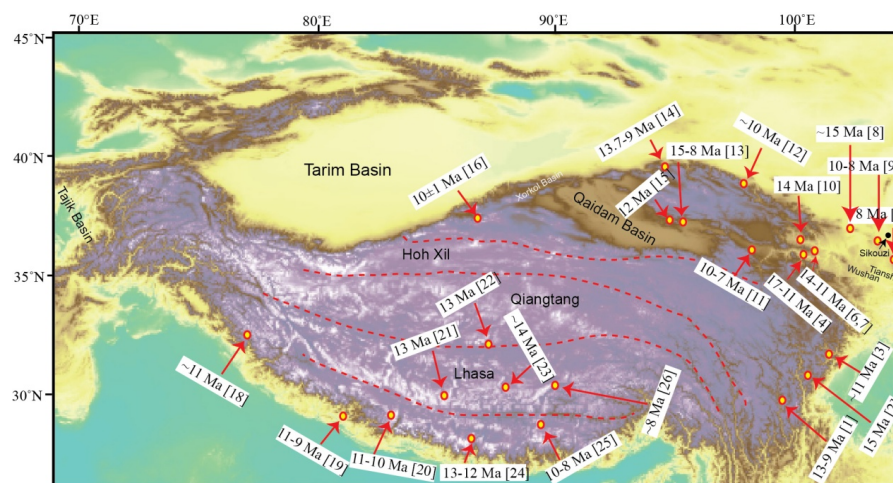 70°
80°E
90°E
100°E
45°N
40°N
35°N
30°N
~15 Ma [8]
~10 Ma [12]
13.7-9 Ma [14]
15-8 Ma [13]
10-8 Ma [9
14 Ma [10]
Tarim Basin
10±1 Ma [16]
Xorkol Basin
12 Ma [15]
Qaidam Basin
8 Ma [
Tajik Basin
Sikouzi
Hoh Xil
Wushan
Tiansh
10-7 Ma [11]
14-11 Ma [6,7
17-11 Ma [4]
Qiangtang
13 Ma [22]
13 Ma [21]
~14 Ma [23]
~11 Ma [3]
Lhasa
~11 Ma [18]
~8 Ma [26]
15 Ma [2]
13-9 Ma [1]
11-9 Ma [19]
11-10 Ma [20]
13-12 Ma [24]
10-8 Ma [25]